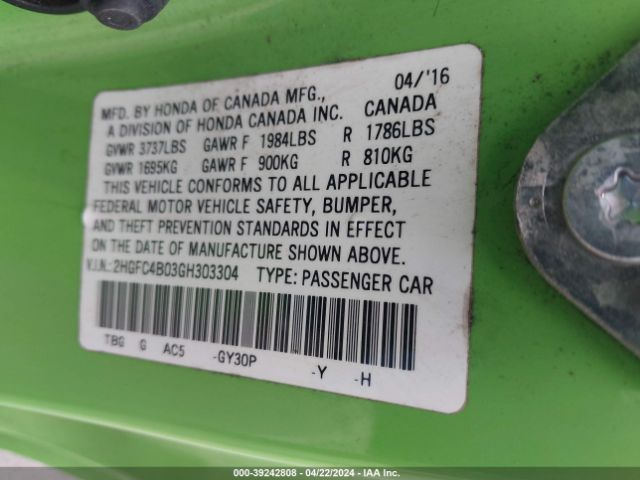 04/'16
MFD. BY HONDA OF CANADA MFG.,
A DIVISION OF HONDA CANADA INC. CANADA
GVWR 3737LBS GAWR F 1984LBS R 1786LBS
GVWR 1695KG GAWR F 900KG R 810KG
THIS VEHICLE CONFORMS TO ALL APPLICABLE
FEDERAL MOTOR VEHICLE SAFETY, BUMPER,
AND THEFT PREVENTION STANDARDS IN EFFECT
ON THE DATE OF MANUFACTURE SHOWN ABOVE.
V.I.N.:2HGFC4B03GH303304 TYPE: PASSENGER CAR
TBG G AC5 -GY30P -Y -H
000-39242808 - 04/22/2024 - IAA Inc.